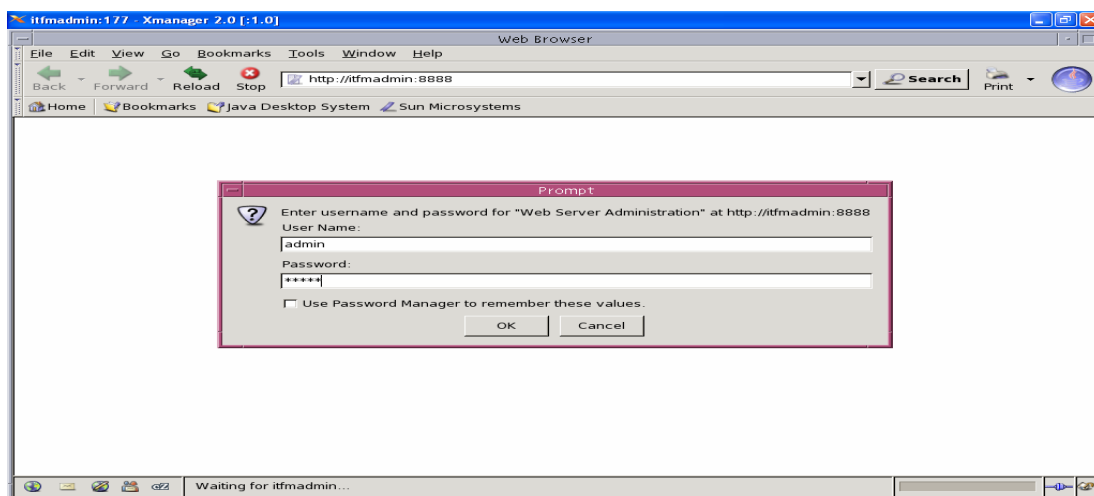 itfmadmin:177 - Xmanager 2.0 [:1.0]
Web Browser
File Edit View Go Bookmarks Tools Window Help
Back Forward Reload Stop http://itfmadmin:8888 Search Print
Home Bookmarks Java Desktop System Sun Microsystems
Prompt
Enter username and password for "Web Server Administration" at http://itfmadmin:8888
User Name:
admin
Password:
*****
Use Password Manager to remember these values.
OK Cancel
Waiting for itfmadmin...